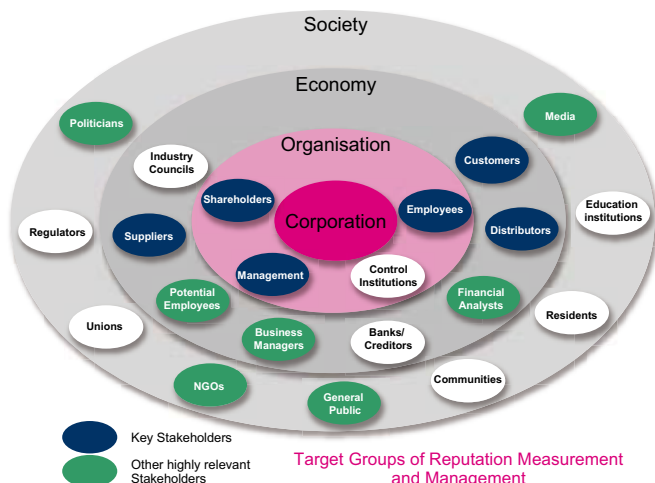 Society
Economy
Politicians
Media
Industry
Councils
Organisation
Customers
Shareholders
Employees
Education
institutions
Corporation
Regulators
Suppliers
Distributors
Management
Control
Institutions
Potential
Employees
Financial
Analysts
Residents
Unions
Business
Managers
Banks/
Creditors
NGOs
General
Public
Communities
Key Stakeholders
Other highly relevant
Stakeholders
Target Groups of Reputation Measurement
and Management